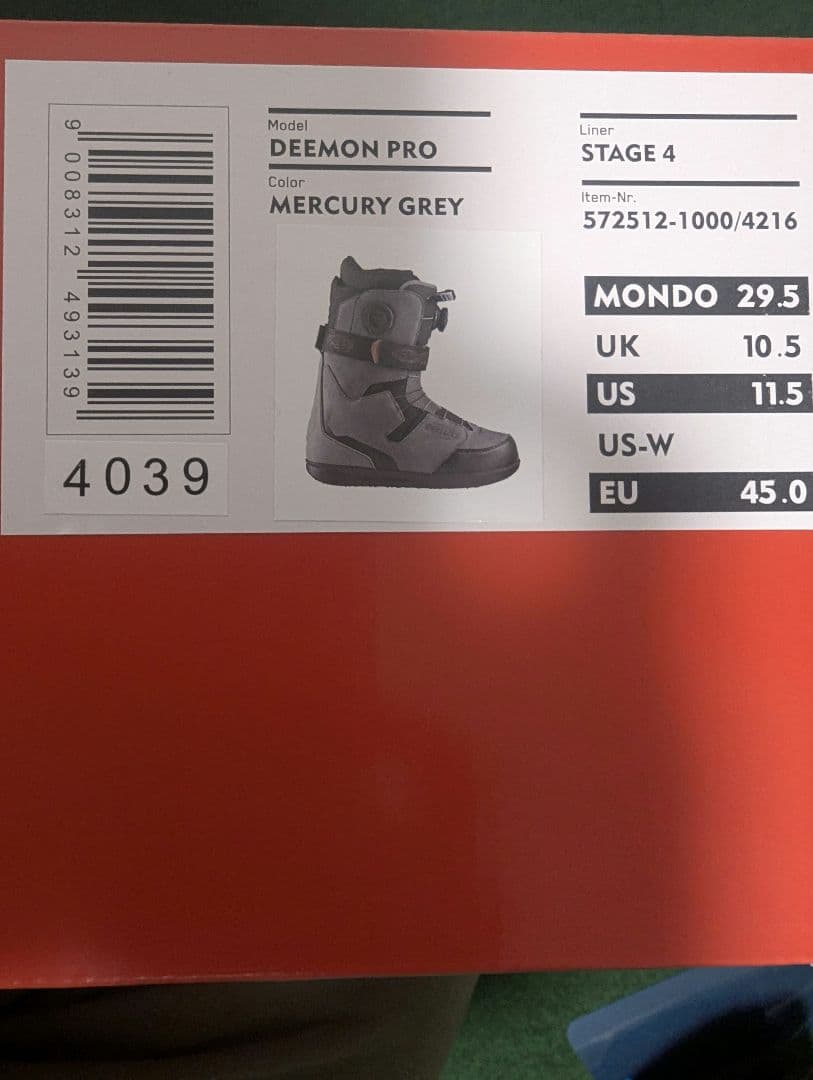 9 008312 493139
4039
Model
DEEMON PRO
Color
MERCURY GREY
Liner
STAGE 4
Item-Nr.
572512-1000/4216
MONDO 29.5
UK 10.5
US 11.5
US-W
EU 45.0